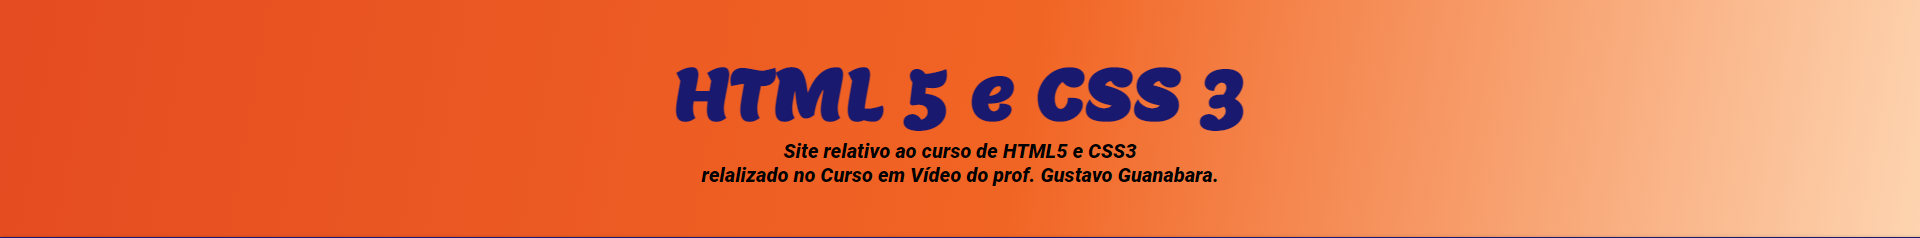 HTML 5 e CSS 3
Site relativo ao curso de HTML5 e CSS3
relalizado no Curso em Vídeo do prof. Gustavo Guanabara.